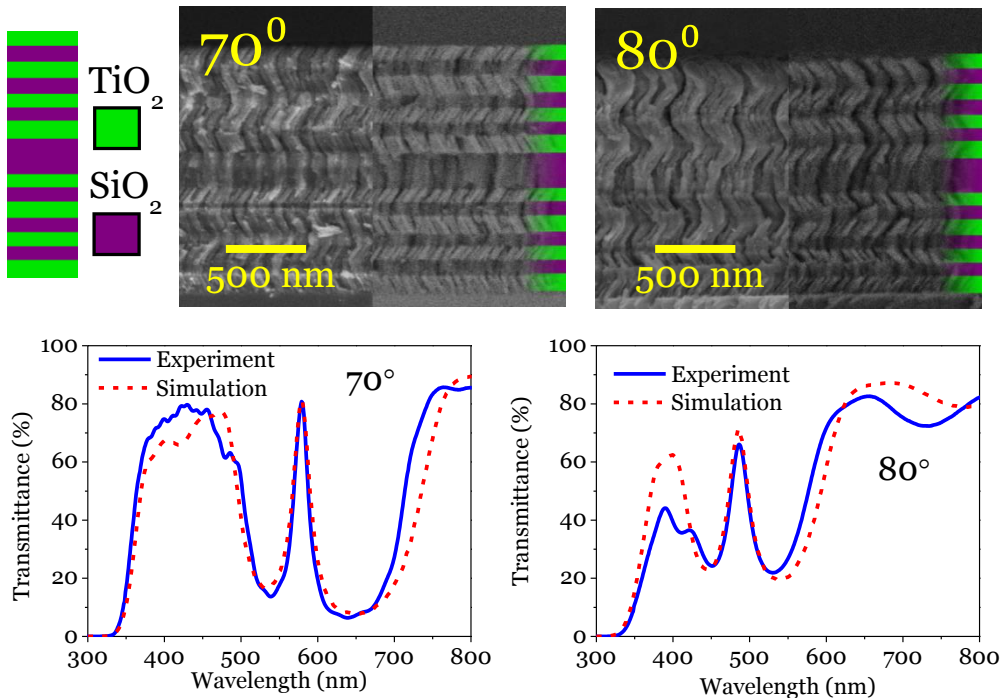 TiO2
SiO2
70⁰
500 nm
80⁰
500 nm
Transmittance (%)
100
80
60
40
20
0
Experiment
Simulation
70°
300 400 500 600 700 800
Wavelength (nm)
Transmittance (%)
100
80
60
40
20
0
Experiment
Simulation
80°
300 400 500 600 700 800
Wavelength (nm)